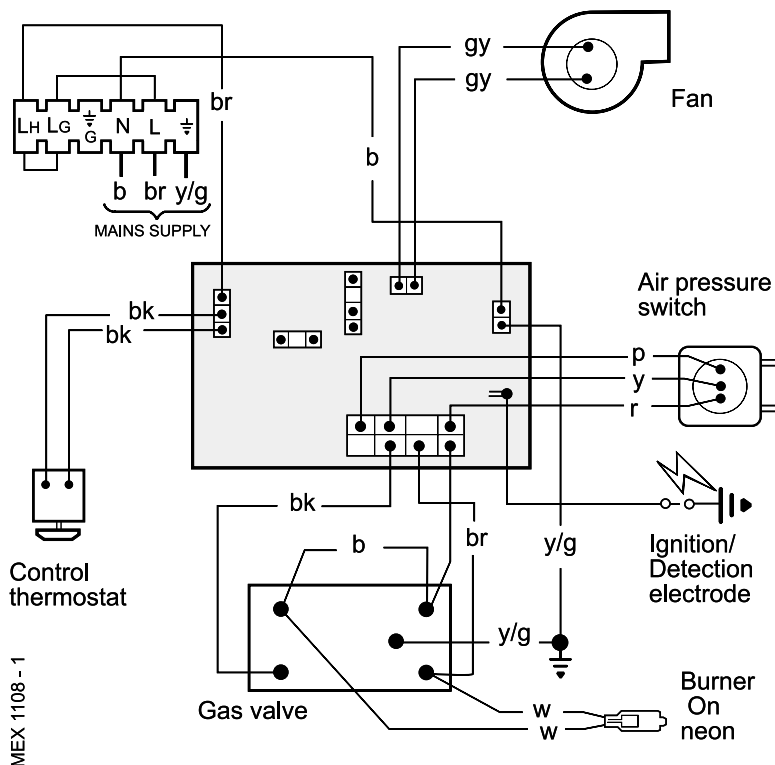 gy
gy
Fan
br
LH LG G N L
b
b br y/g
MAINS SUPPLY
Air pressure
switch
bk
bk
p
y
r
bk
br
y/g
Ignition/
Detection
electrode
b
Control
thermostat
y/g
Gas valve
w
w
Burner
On
neon
MEX 1108 - 1